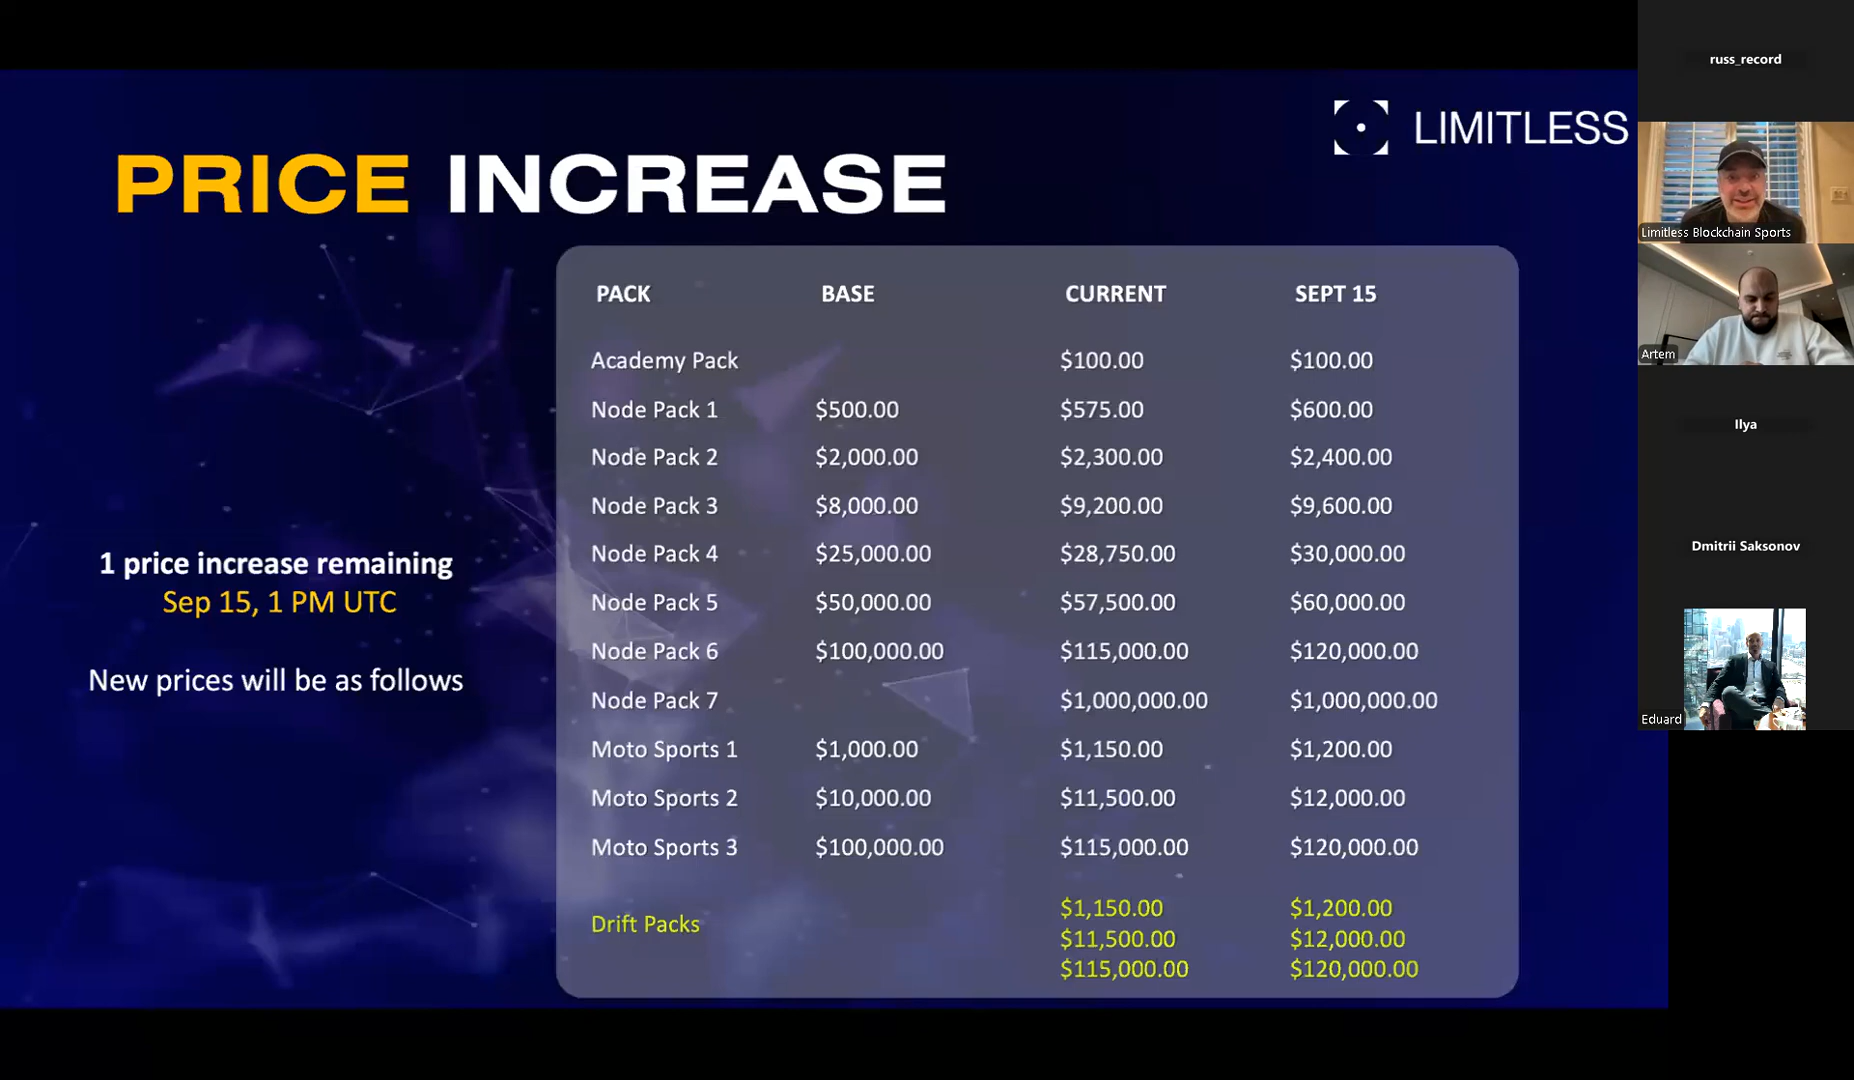 LIMITLESS
PRICE INCREASE
PACK BASE CURRENT SEPT 15
Academy Pack $100.00 $100.00
Node Pack 1 $500.00 $575.00 $600.00
Node Pack 2 $2,000.00 $2,300.00 $2,400.00
Node Pack 3 $8,000.00 $9,200.00 $9,600.00
Node Pack 4 $25,000.00 $28,750.00 $30,000.00
Node Pack 5 $50,000.00 $57,500.00 $60,000.00
Node Pack 6 $100,000.00 $115,000.00 $120,000.00
Node Pack 7 $1,000,000.00 $1,000,000.00
Moto Sports 1 $1,000.00 $1,150.00 $1,200.00
Moto Sports 2 $10,000.00 $11,500.00 $12,000.00
Moto Sports 3 $100,000.00 $115,000.00 $120,000.00
Drift Packs
$1,150.00 $1,200.00
$11,500.00 $12,000.00
$115,000.00 $120,000.00
1 price increase remaining
Sep 15, 1 PM UTC
New prices will be as follows
russ_record
Limitless Blockchain Sports
Artem
Ilya
Dmitrii Saksonov
Eduard